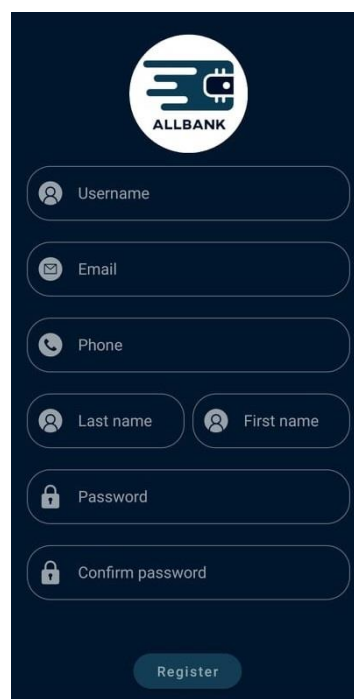 ALLBANK
Username
Email
Phone
Last name First name
Password
Confirm password
Register